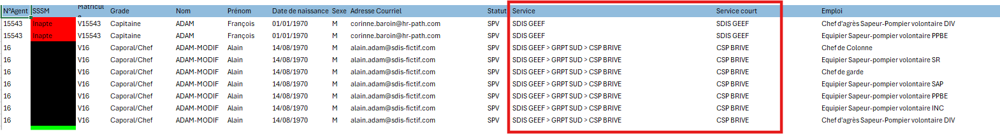 N°Agent SSSM Matricule Grade Nom Prénom Date de naissance Sexe Adresse Courriel Statut Service Service court Emploi
15543 Inapte V15543 Capitaine ADAM François 01/01/1970 M corinne.baroin@hr-path.com SPV SDIS GEEF SDIS GEEF Chef d'agrès Sapeur-Pompier volontaire DIV
15543 Inapte V15543 Capitaine ADAM François 01/01/1970 M corinne.baroin@hr-path.com SPV SDIS GEEF SDIS GEEF Equipier Sapeur-pompier volontaire PPBE
16 V16 Caporal/Chef ADAM-MODIF Alain 14/08/1970 M alain.adam@sdis-fictif.com SPV SDIS GEEF > GRPT SUD > CSP BRIVE CSP BRIVE Chef de Colonne
16 V16 Caporal/Chef ADAM-MODIF Alain 14/08/1970 M alain.adam@sdis-fictif.com SPV SDIS GEEF > GRPT SUD > CSP BRIVE CSP BRIVE Equipier Sapeur-pompier volontaire SR
16 V16 Caporal/Chef ADAM-MODIF Alain 14/08/1970 M alain.adam@sdis-fictif.com SPV SDIS GEEF > GRPT SUD > CSP BRIVE CSP BRIVE Chef de garde
16 V16 Caporal/Chef ADAM-MODIF Alain 14/08/1970 M alain.adam@sdis-fictif.com SPV SDIS GEEF > GRPT SUD > CSP BRIVE CSP BRIVE Equipier Sapeur-pompier volontaire SAP
16 V16 Caporal/Chef ADAM-MODIF Alain 14/08/1970 M alain.adam@sdis-fictif.com SPV SDIS GEEF > GRPT SUD > CSP BRIVE CSP BRIVE Equipier Sapeur-pompier volontaire PPBE
16 V16 Caporal/Chef ADAM-MODIF Alain 14/08/1970 M alain.adam@sdis-fictif.com SPV SDIS GEEF > GRPT SUD > CSP BRIVE CSP BRIVE Equipier Sapeur-pompier volontaire INC
16 V16 Caporal/Chef ADAM-MODIF Alain 14/08/1970 M alain.adam@sdis-fictif.com SPV SDIS GEEF > GRPT SUD > CSP BRIVE CSP BRIVE Chef d'agrès Sapeur-Pompier volontaire DIV